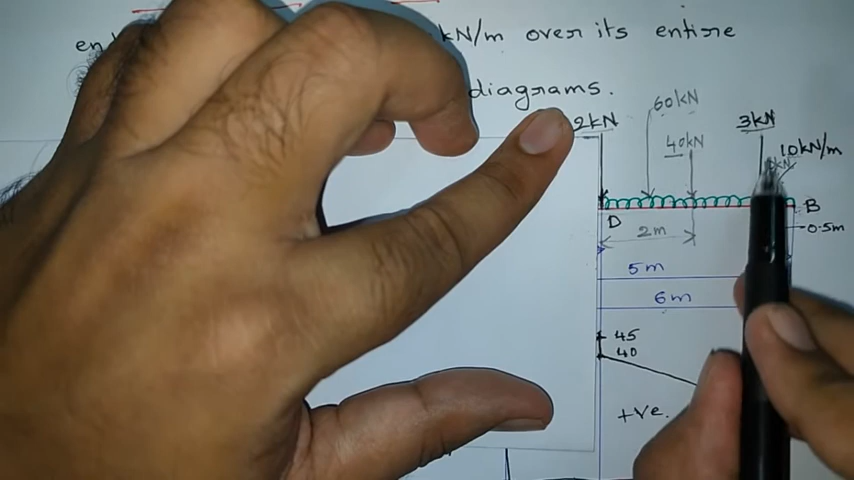 kN/m over its entire
diagrams.
60kN
2kN
3kN
40kN
10kN/m
D
B
2m
0.5m
5m
6m
45
40
+ve.